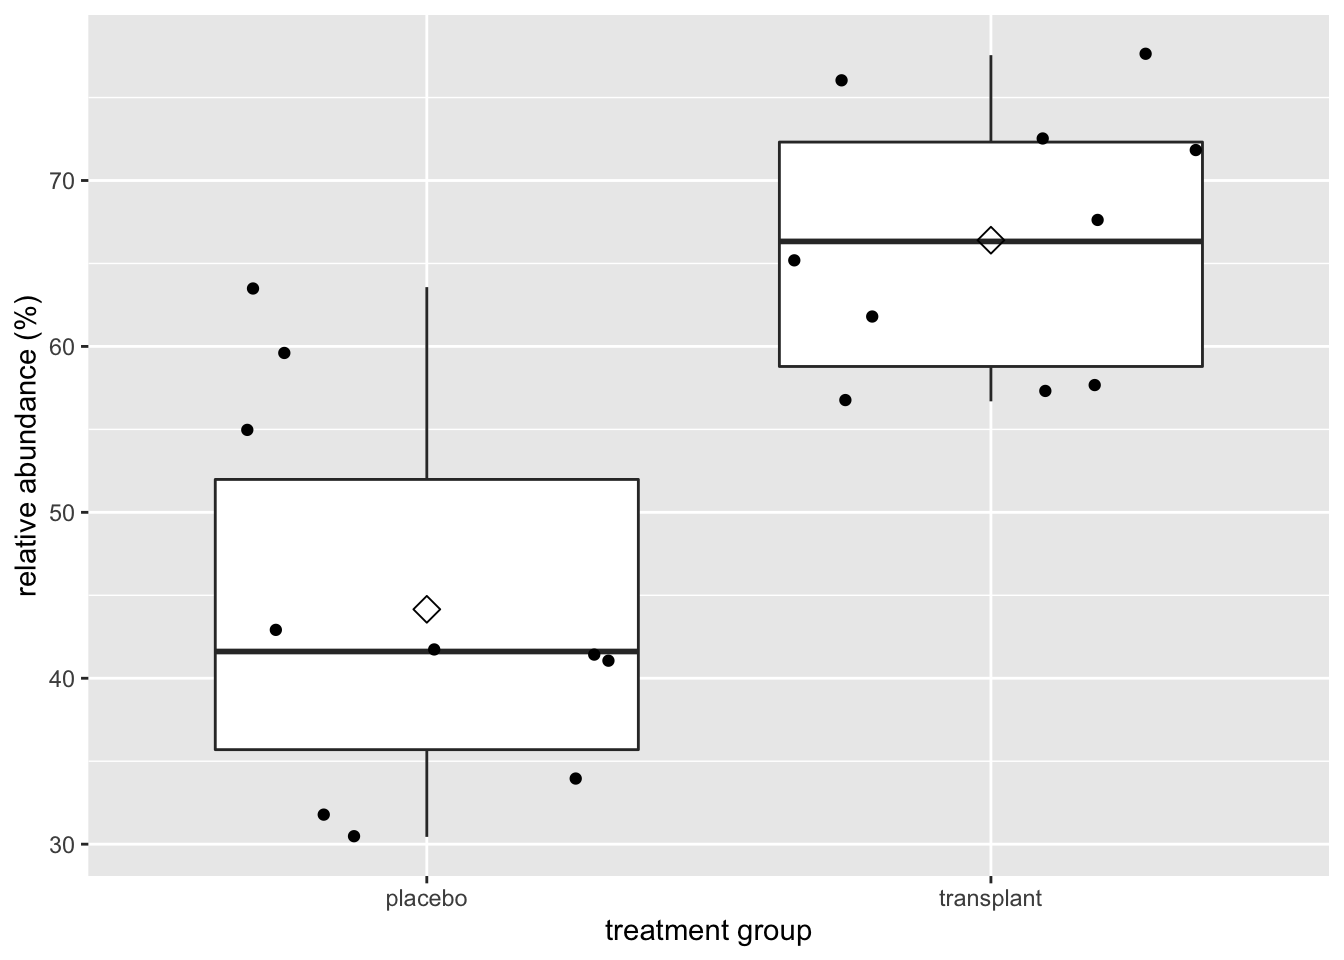 relative abundance (%)
70
60
50
40
30
placebo
transplant
treatment group